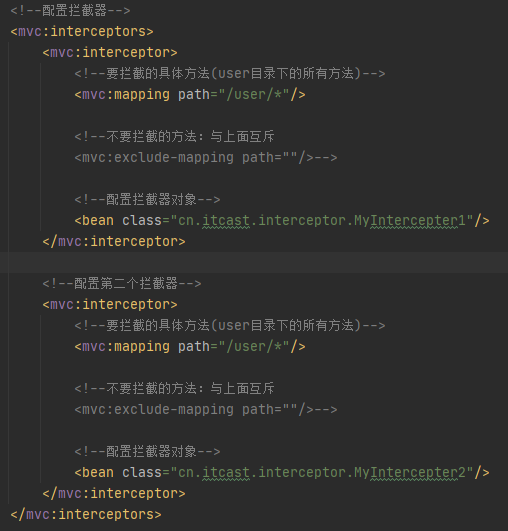 <!--配置拦截器-->
<mvc:interceptors>
<mvc:interceptor>
<!--要拦截的具体方法(user目录下的所有方法)-->
<mvc:mapping path="/user/*"/>
<!--不要拦截的方法：与上面互斥
<mvc:exclude-mapping path=""/>-->
<!--配置拦截器对象-->
<bean class="cn.itcast.interceptor.MyIntercepter1"/>
</mvc:interceptor>
<!--配置第二个拦截器-->
<mvc:interceptor>
<!--要拦截的具体方法(user目录下的所有方法)-->
<mvc:mapping path="/user/*"/>
<!--不要拦截的方法：与上面互斥
<mvc:exclude-mapping path=""/>-->
<!--配置拦截器对象-->
<bean class="cn.itcast.interceptor.MyIntercepter2"/>
</mvc:interceptor>
</mvc:interceptors>